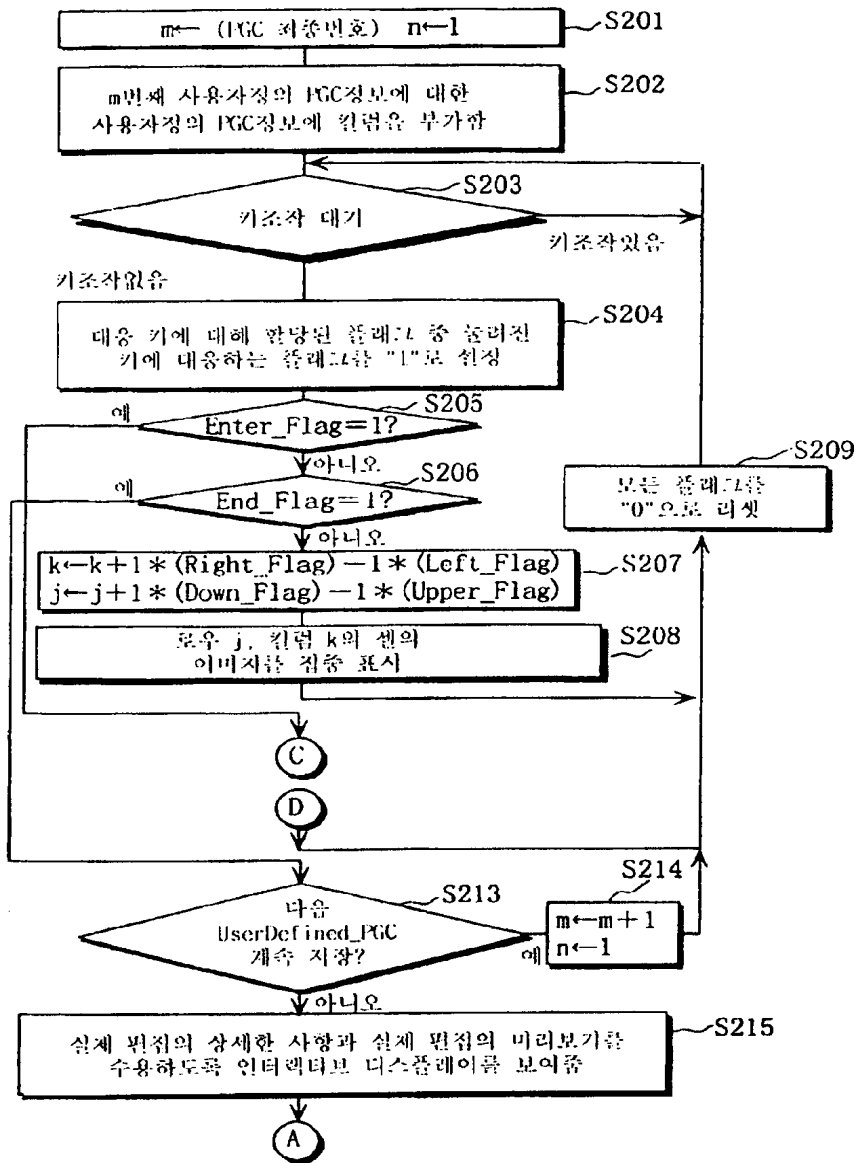 m← (PGC 최종번호) n←1
S201
m번째 사용자정의 PGC정보에 대한
사용자정의 PGC정보에 컬럼을 부가함
S202
S203
키조작 대기
키조작있음
키조작없음
대응 키에 대해 할당된 플래그 중 눌려진
키에 대응하는 플래그를 "1"로 설정
S204
예
S205
Enter_Flag=1?
아니오
예
S206
End_Flag=1?
아니오
S209
모든 플래그를
"0"으로 리셋
k←k+1*(Right_Flag)-1*(Left_Flag)
j←j+1*(Down_Flag)-1*(Upper_Flag)
S207
로우 j, 컬럼 k의 셀의
이미지를 집중 표시
S208
C
D
S213
다음
UserDefined_PGC
계속 저장?
예
S214
m←m+1
n←1
아니오
실제 편집의 상세한 사항과 실제 편집의 미리보기를
수용하도록 인터랙티브 디스플레이를 보여줌
S215
A